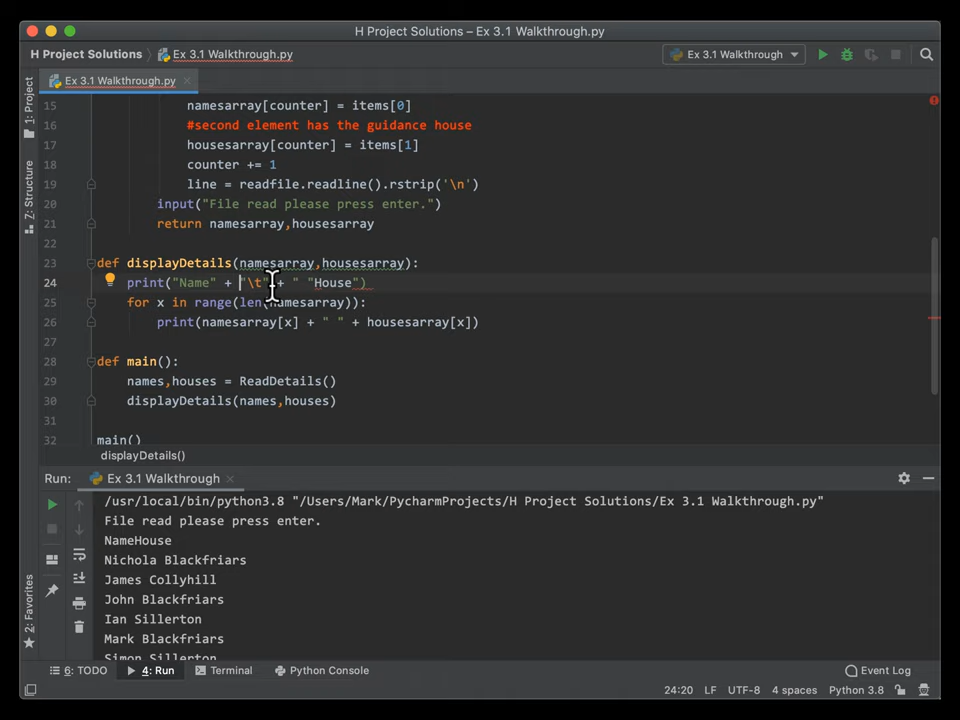 H Project Solutions – Ex 3.1 Walkthrough.py
H Project Solutions Ex 3.1 Walkthrough.py Ex 3.1 Walkthrough
Ex 3.1 Walkthrough.py
1: Project
Z: Structure
2: Favorites
15 namesarray[counter] = items[0]
16 #second element has the guidance house
17 housesarray[counter] = items[1]
18 counter += 1
19 line = readfile.readline().rstrip('\n')
20 input("File read please press enter.")
21 return namesarray,housesarray
22
23 def displayDetails(namesarray,housesarray):
24 print("Name" + "\t" + " " "House")
25 for x in range(len(namesarray)):
26 print(namesarray[x] + " " + housesarray[x])
27
28 def main():
29 names,houses = ReadDetails()
30 displayDetails(names,houses)
31
32 main()
displayDetails()
Run: Ex 3.1 Walkthrough
/usr/local/bin/python3.8 "/Users/Mark/PycharmProjects/H Project Solutions/Ex 3.1 Walkthrough.py"
File read please press enter.
NameHouse
Nichola Blackfriars
James Collyhill
John Blackfriars
Ian Sillerton
Mark Blackfriars
Simon Sillerton
6: TODO 4: Run Terminal Python Console Event Log
24:20 LF UTF-8 4 spaces Python 3.8